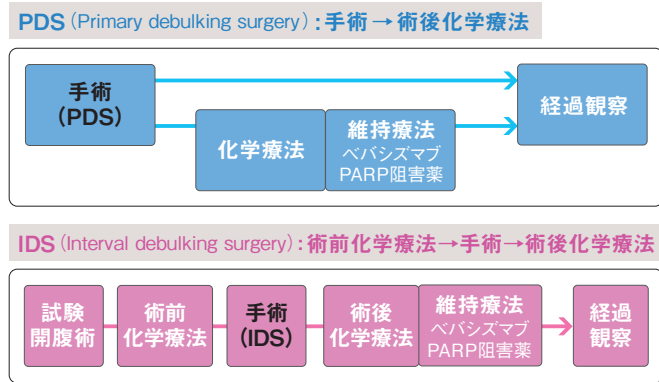 PDS（Primary debulking surgery）: 手術→術後化学療法
手術
(PDS)
化学療法
維持療法
ベバシズマブ
PARP阻害薬
経過観察
IDS（Interval debulking surgery）: 術前化学療法→手術→術後化学療法
試験
開腹術
術前
化学療法
手術
(IDS)
術後
化学療法
維持療法
ベバシズマブ
PARP阻害薬
経過
観察